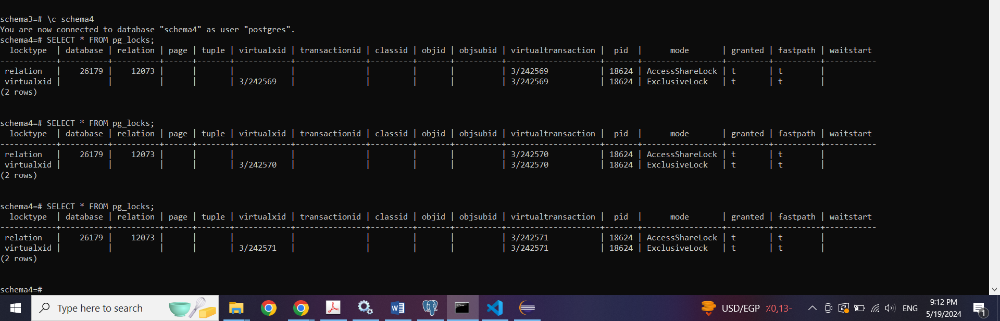 schema3=# \c schema4
You are now connected to database "schema4" as user "postgres".
schema4=# SELECT * FROM pg_locks;
  locktype  | database | relation | page | tuple | virtualxid | transactionid | classid | objid | objsubid | virtualtransaction |  pid  |      mode       | granted | fastpath | waitstart
------------+----------+----------+------+-------+------------+---------------+---------+-------+----------+--------------------+-------+-----------------+---------+----------+-----------
 relation   |    26179 |    12073 |      |       |            |               |         |       |          | 3/242569           | 18624 | AccessShareLock | t       | t        |
 virtualxid |          |          |      |       | 3/242569   |               |         |       |          | 3/242569           | 18624 | ExclusiveLock   | t       | t        |
(2 rows)
schema4=# SELECT * FROM pg_locks;
  locktype  | database | relation | page | tuple | virtualxid | transactionid | classid | objid | objsubid | virtualtransaction |  pid  |      mode       | granted | fastpath | waitstart
------------+----------+----------+------+-------+------------+---------------+---------+-------+----------+--------------------+-------+-----------------+---------+----------+-----------
 relation   |    26179 |    12073 |      |       |            |               |         |       |          | 3/242570           | 18624 | AccessShareLock | t       | t        |
 virtualxid |          |          |      |       | 3/242570   |               |         |       |          | 3/242570           | 18624 | ExclusiveLock   | t       | t        |
(2 rows)
schema4=# SELECT * FROM pg_locks;
  locktype  | database | relation | page | tuple | virtualxid | transactionid | classid | objid | objsubid | virtualtransaction |  pid  |      mode       | granted | fastpath | waitstart
------------+----------+----------+------+-------+------------+---------------+---------+-------+----------+--------------------+-------+-----------------+---------+----------+-----------
 relation   |    26179 |    12073 |      |       |            |               |         |       |          | 3/242571           | 18624 | AccessShareLock | t       | t        |
 virtualxid |          |          |      |       | 3/242571   |               |         |       |          | 3/242571           | 18624 | ExclusiveLock   | t       | t        |
(2 rows)
schema4=#
Type here to search
W
USD/EGP ٪0,13-
ENG
9:12 PM
5/19/2024
1